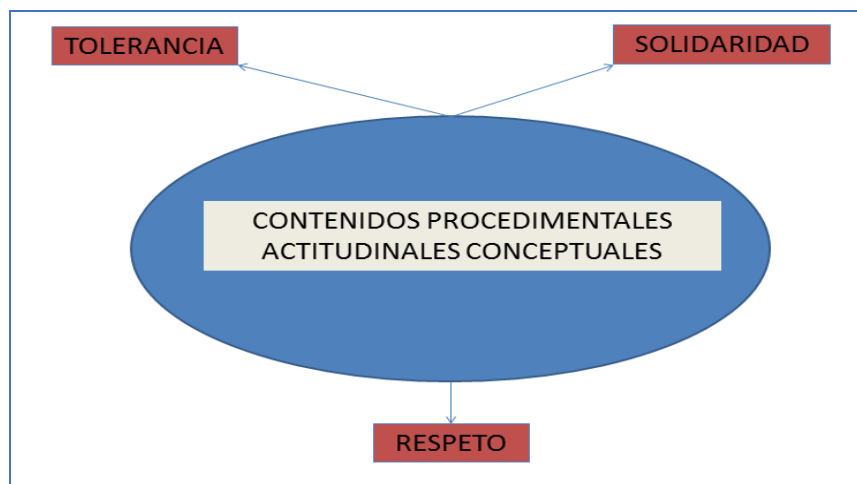 TOLERANCIA
SOLIDARIDAD
CONTENIDOS PROCEDIMENTALES
ACTITUDINALES CONCEPTUALES
RESPETO